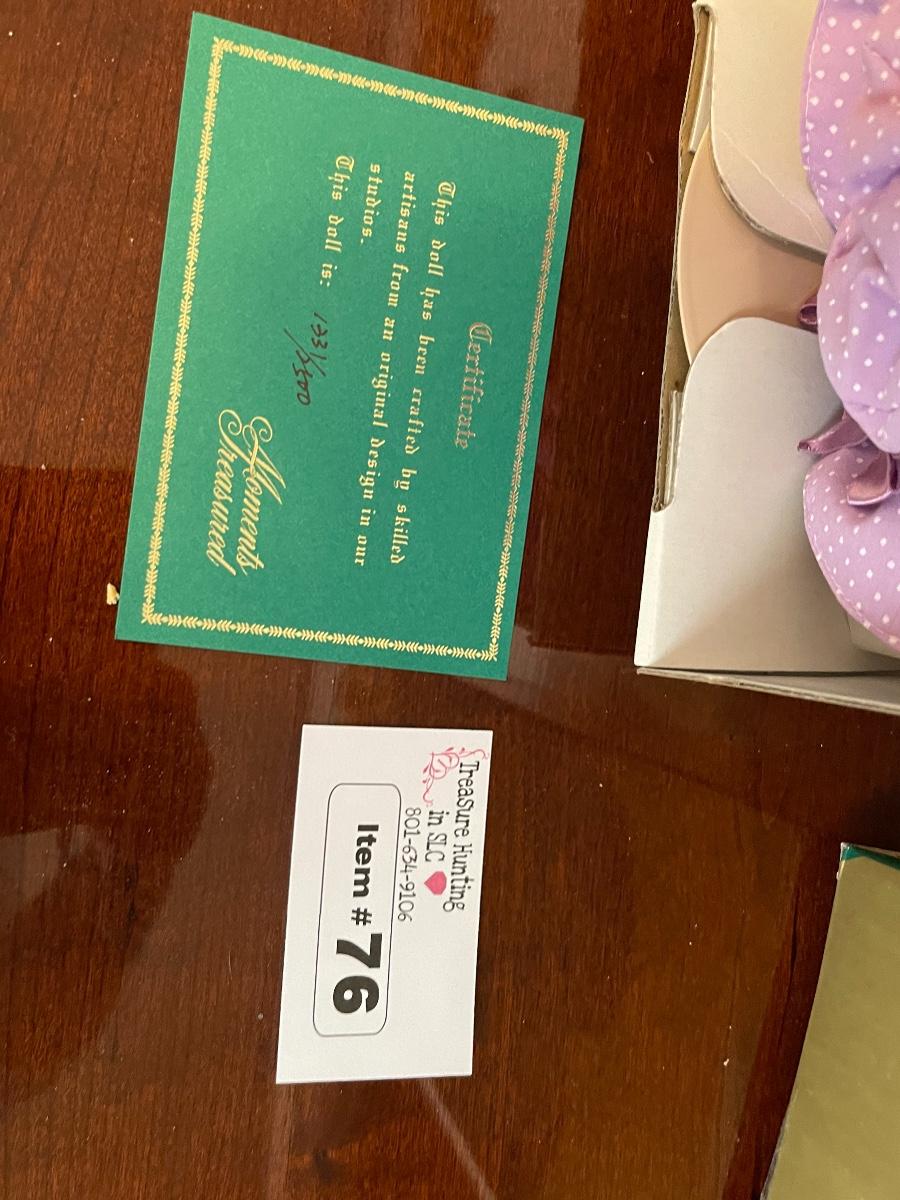 Certificate
This doll has been crafted by skilled
artisans from an original design in our
studios.
This doll is: 1331/2500
Moments
Treasured
Treasure Hunting
in SLC
801-634-9106
Item # 76